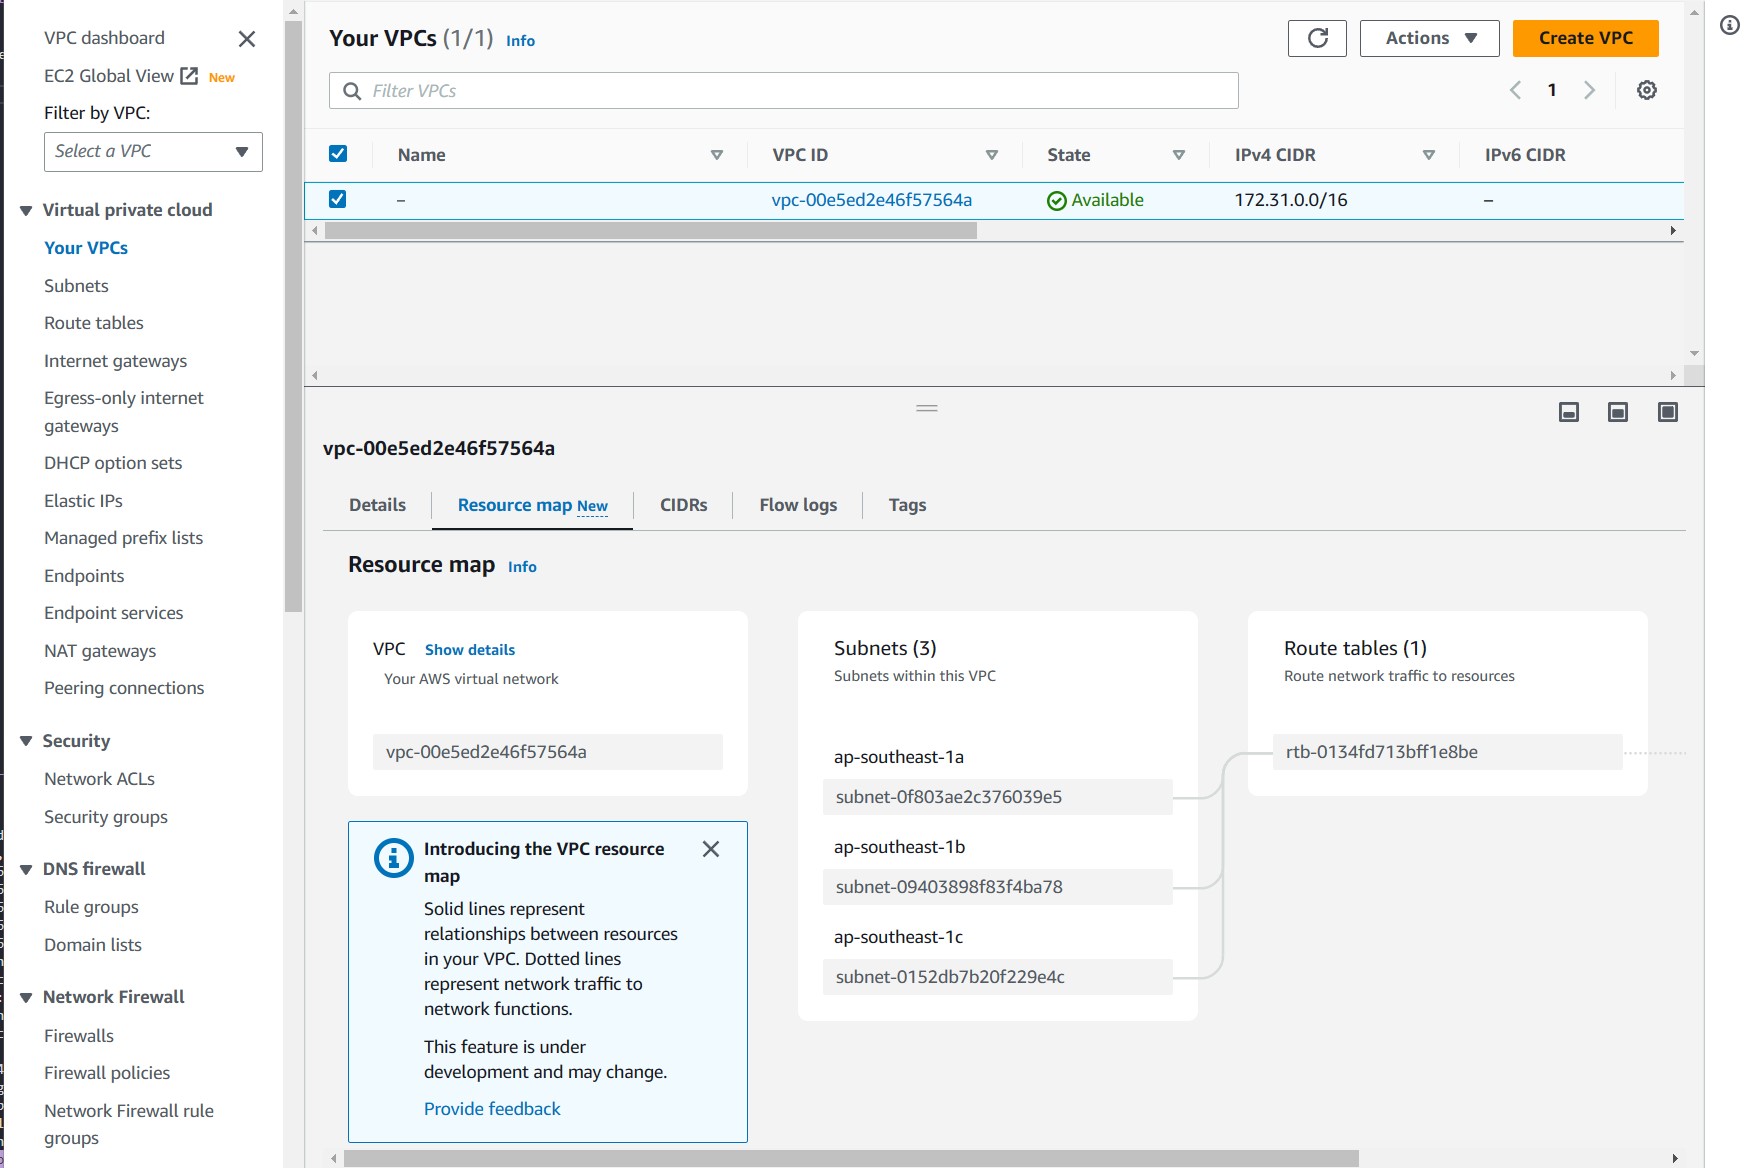 VPC dashboard
EC2 Global View New
Filter by VPC:
Select a VPC
Virtual private cloud
Your VPCs
Subnets
Route tables
Internet gateways
Egress-only internet
gateways
DHCP option sets
Elastic IPs
Managed prefix lists
Endpoints
Endpoint services
NAT gateways
Peering connections
Security
Network ACLs
Security groups
DNS firewall
Rule groups
Domain lists
Network Firewall
Firewalls
Firewall policies
Network Firewall rule
groups
Your VPCs (1/1) Info
Actions
Create VPC
Filter VPCs
1
Name VPC ID State IPv4 CIDR IPv6 CIDR
– vpc-00e5ed2e46f57564a Available 172.31.0.0/16 –
vpc-00e5ed2e46f57564a
Details Resource map New CIDRs Flow logs Tags
Resource map Info
VPC Show details
Your AWS virtual network
vpc-00e5ed2e46f57564a
Introducing the VPC resource
map
Solid lines represent
relationships between resources
in your VPC. Dotted lines
represent network traffic to
network functions.
This feature is under
development and may change.
Provide feedback
Subnets (3)
Subnets within this VPC
ap-southeast-1a
subnet-0f803ae2c376039e5
ap-southeast-1b
subnet-09403898f83f4ba78
ap-southeast-1c
subnet-0152db7b20f229e4c
Route tables (1)
Route network traffic to resources
rtb-0134fd713bff1e8be